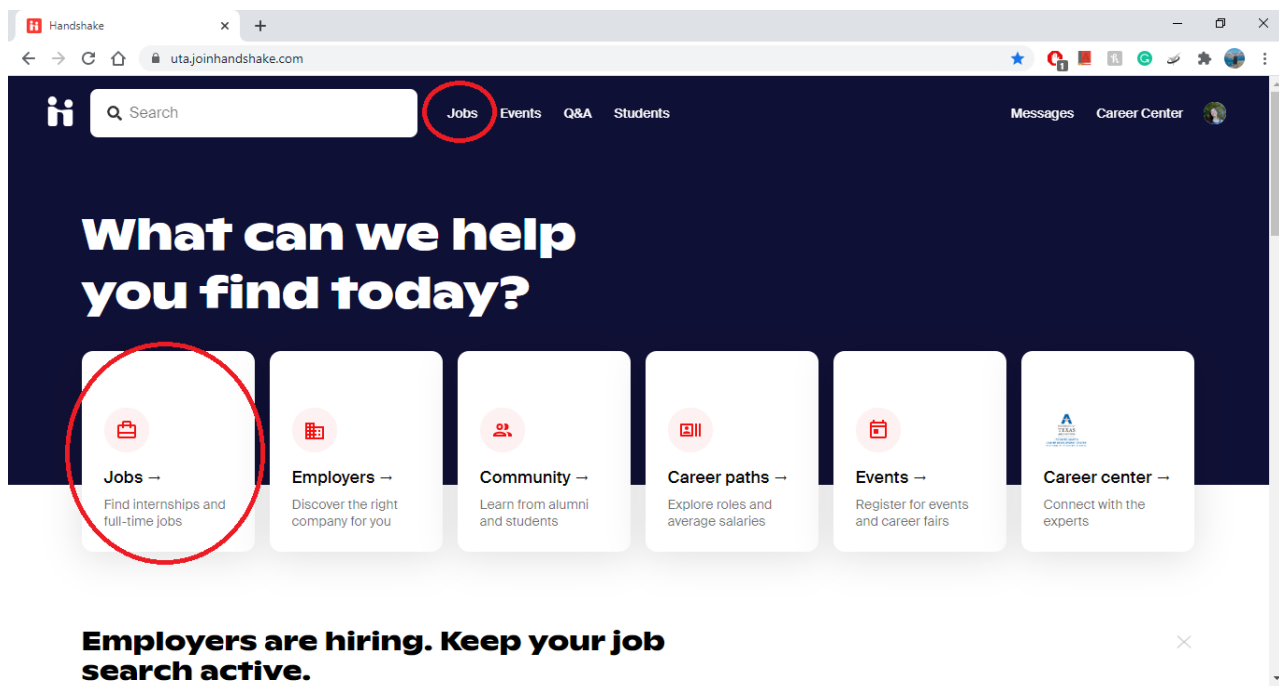 Handshake
uta.joinhandshake.com
1
Search
Jobs Events Q&A Students
Messages Career Center
What can we help
you find today?
Jobs →
Find internships and
full-time jobs
Employers →
Discover the right
company for you
Community →
Learn from alumni
and students
Career paths →
Explore roles and
average salaries
Events →
Register for events
and career fairs
TEXAS
Career center →
Connect with the
experts
Employers are hiring. Keep your job
search active.